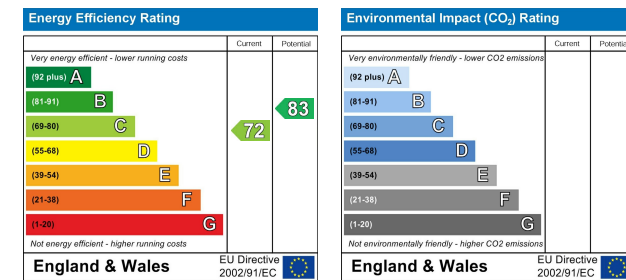 Energy Efficiency Rating
Current Potential
Very energy efficient - lower running costs
(92 plus) A
(81-91) B
(69-80) C
(55-68) D
(39-54) E
(21-38) F
(1-20) G
72
83
Not energy efficient - higher running costs
England & Wales
EU Directive
2002/91/EC
Environmental Impact (CO₂) Rating
Current Potential
Very environmentally friendly - lower CO2 emissions
(92 plus) A
(81-91) B
(69-80) C
(55-68) D
(39-54) E
(21-38) F
(1-20) G
Not environmentally friendly - higher CO2 emissions
England & Wales
EU Directive
2002/91/EC